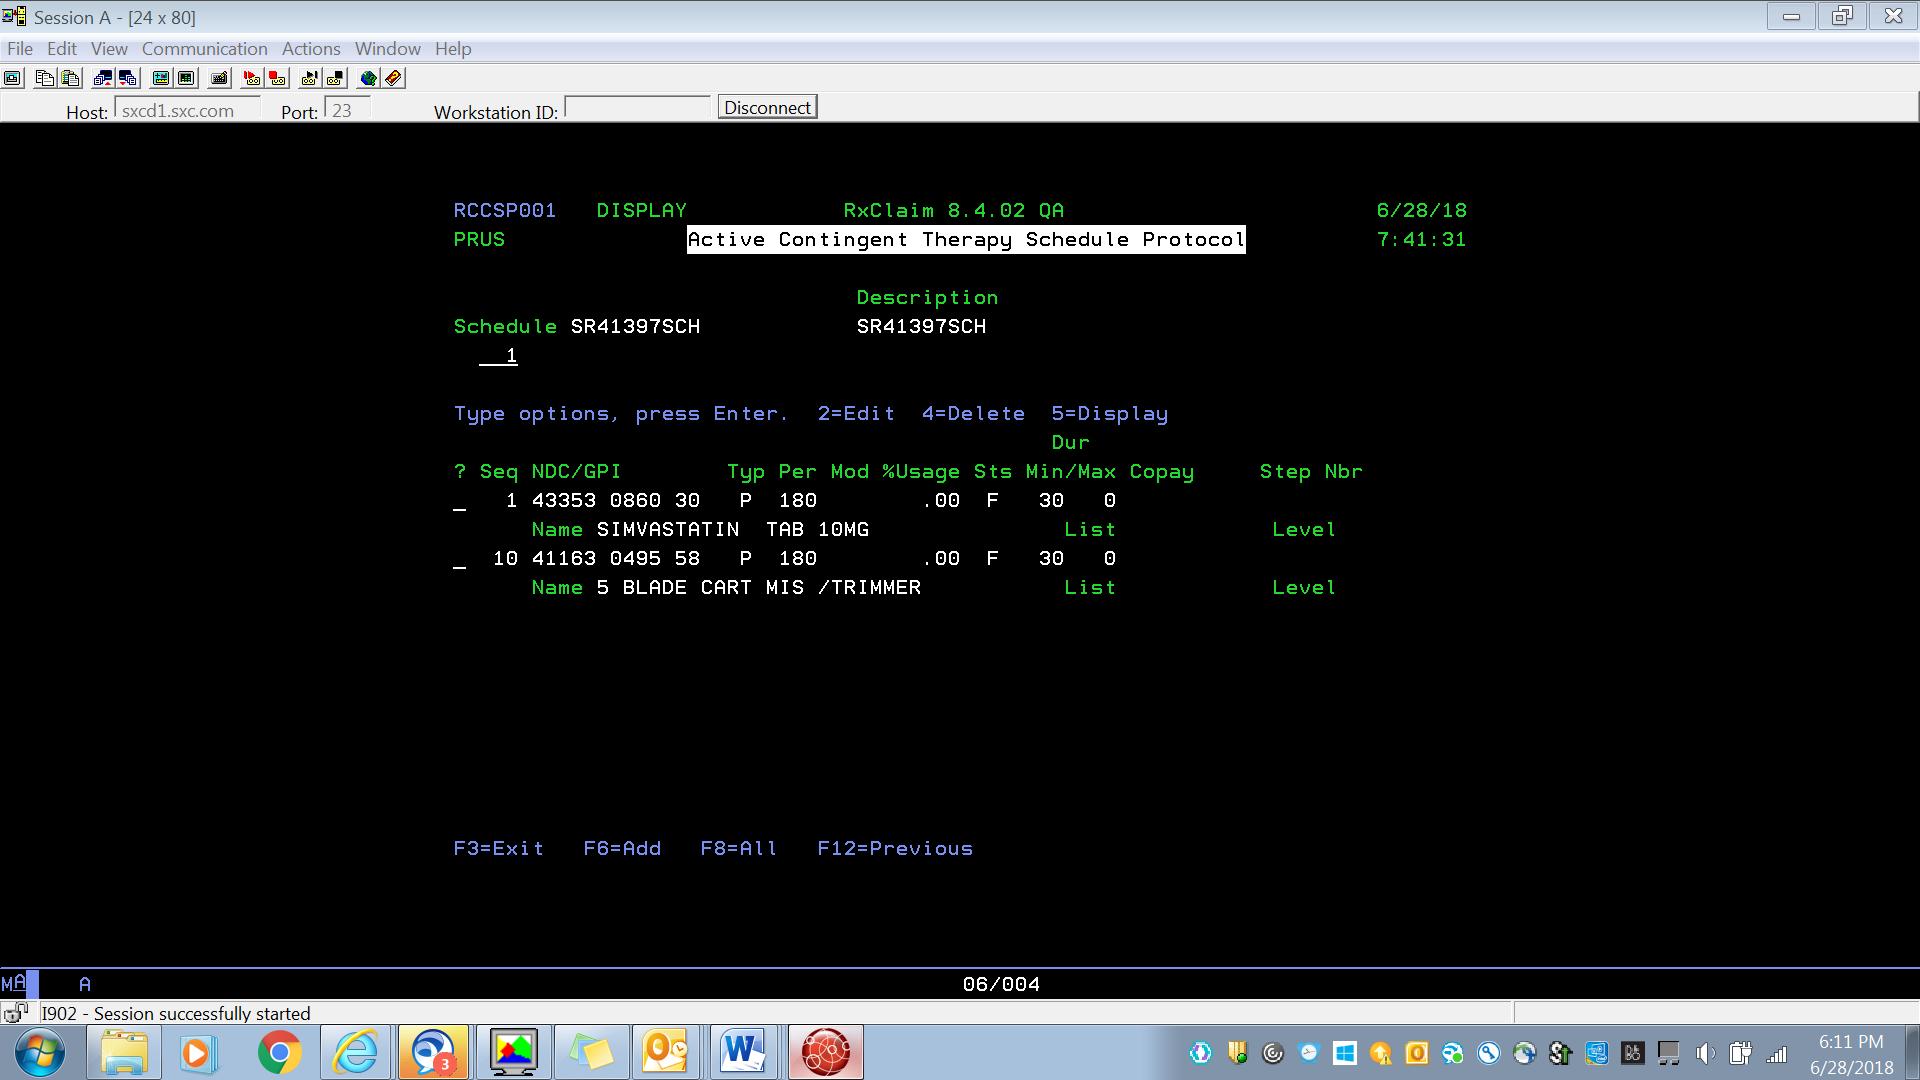 Session A - [24 x 80]
File Edit View Communication Actions Window Help
Host: sxcd1.sxc.com Port: 23 Workstation ID: Disconnect
RCCSP001 DISPLAY RxClaim 8.4.02 QA 6/28/18
PRUS Active Contingent Therapy Schedule Protocol 7:41:31
Description
Schedule SR41397SCH SR41397SCH
1
Type options, press Enter. 2=Edit 4=Delete 5=Display
Dur
? Seq NDC/GPI Typ Per Mod %Usage Sts Min/Max Copay Step Nbr
_ 1 43353 0860 30 P 180 .00 F 30 0
Name SIMVASTATIN TAB 10MG List Level
_ 10 41163 0495 58 P 180 .00 F 30 0
Name 5 BLADE CART MIS /TRIMMER List Level
F3=Exit F6=Add F8=All F12=Previous
MA A 06/004
I902 - Session successfully started
3
6:11 PM
6/28/2018